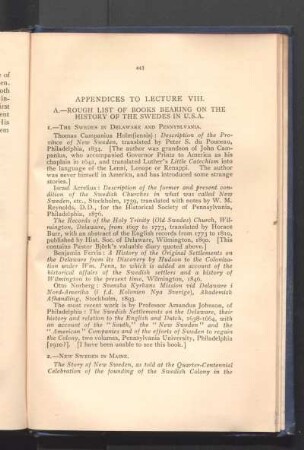 443
APPENDICES TO LECTURE VIII.
A.—ROUGH LIST OF BOOKS BEARING ON THE
HISTORY OF THE SWEDES IN U.S.A.
1.—THE SWEDES IN DELAWARE AND PENNSYLVANIA.
Thomas Campanius Holm(iensis): Description of the Pro-
vince of New Sweden, translated by Peter S. du Ponceau,
Philadelphia, 1834. [The author was grandson of John Cam-
panius, who accompanied Governor Printz to America as his
chaplain in 1642, and translated Luther's Little Catechism into
the language of the Lenni, Lenape or Renappi. The author
was never himself in America, and has introduced some strange
stories.]
Israel Acrelius: Description of the former and present con-
dition of the Swedish Churches in what was called New
Sweden, etc., Stockholm, 1759, translated with notes by W. M.
Reynolds, D.D., for the Historical Society of Pennsylvania,
Philadelphia, 1876.
The Records of the Holy Trinity (Old Swedes) Church, Wil-
mington, Delaware, from 1697 to 1773, translated by Horace
Burr, with an abstract of the English records from 1773 to 1810,
published by Hist. Soc. of Delaware, Wilmington, 1890. [This
contains Pastor Björk's valuable diary quoted above.]
Benjamin Ferris: A History of the Original Settlements on
the Delaware from its Discovery by Hudson to the Coloniza-
tion under Wm. Penn, to which is added an account of the
historical affairs of the Swedish settlers and a history of
Wilmington to the present time, Wilmington, 1846.
Otto Norberg: Svenska Kyrkans Mission vid Delaware i
Nord-Amerika (i f.d. Kolonien Nya Sverige), Akademisk
Afhandling, Stockholm, 1893.
The most recent work is by Professor Amandus Johnson, of
Philadelphia: The Swedish Settlements on the Delaware, their
history and relation to the English and Dutch, 1638-1664, with
an account of the "South," the "New Sweden" and the
"American" Companies and of the efforts of Sweden to regain
the Colony, two volumes, Pennsylvania University, Philadelphia
[1910?]. [I have been unable to see this book.]
2.—NEW SWEDEN IN MAINE.
The Story of New Sweden, as told at the Quarter-Centennial
Celebration of the founding of the Swedish Colony in the